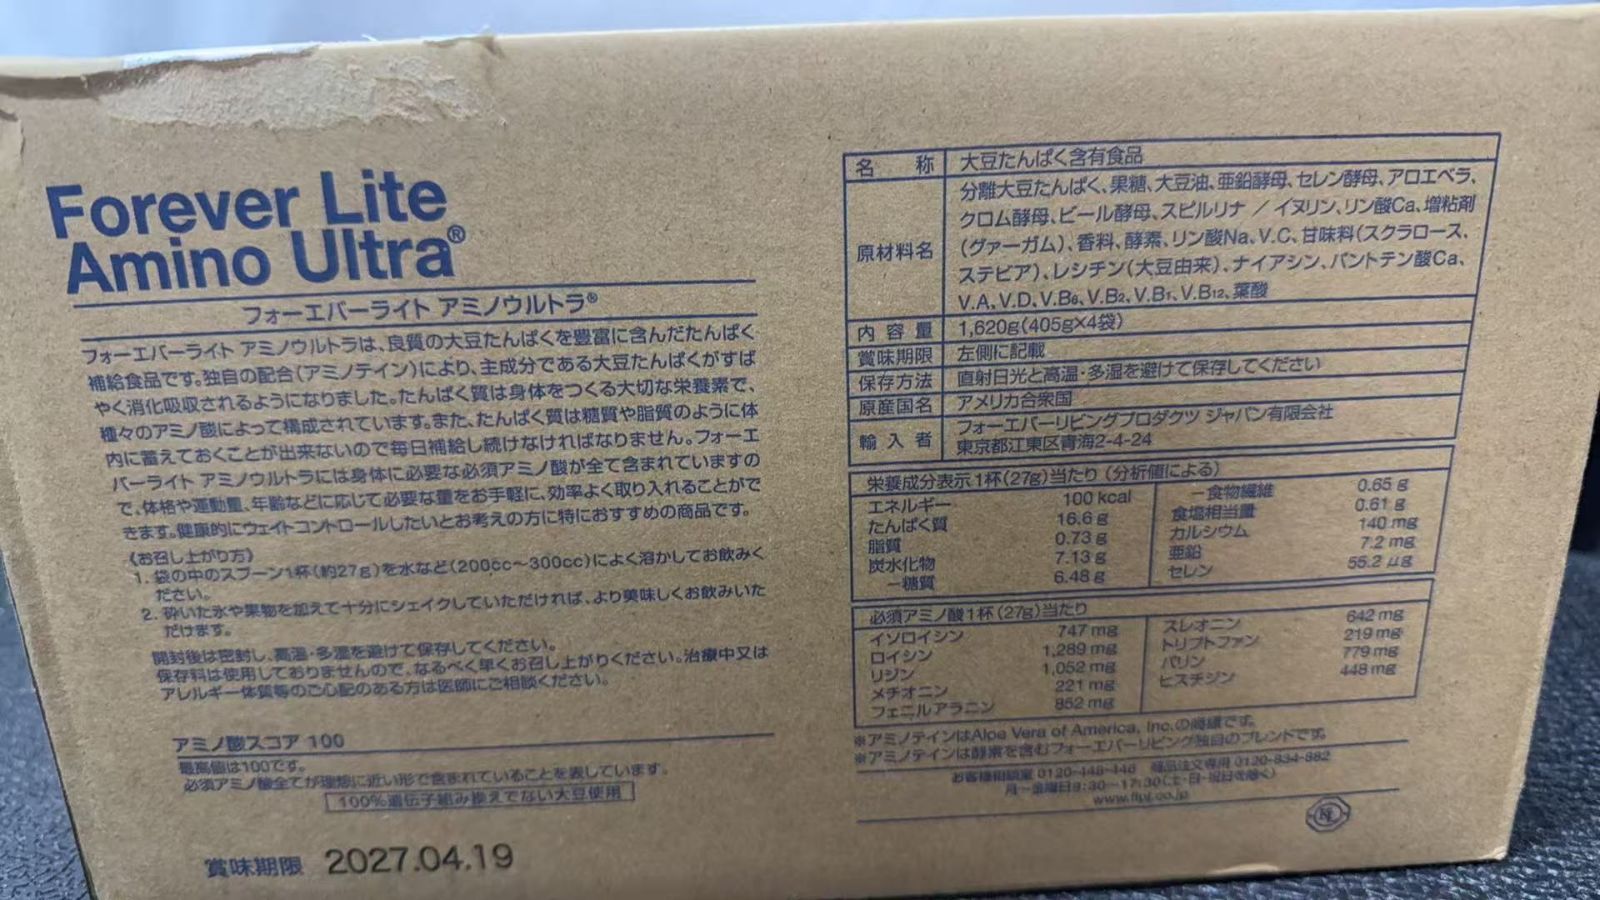 Forever Lite
Amino Ultra®
フォーエバーライト アミノウルトラ®
フォーエバーライト アミノウルトラは、良質の大豆たんぱくを豊富に含んだたんぱく
補給食品です。独自の配合(アミノテイン)により、主成分である大豆たんぱくがすば
やく消化吸収されるようになりました。たんぱく質は身体をつくる大切な栄養素で、
種々のアミノ酸によって構成されています。また、たんぱく質は糖質や脂質のように体
内に蓄えておくことが出来ないので毎日補給し続けなければなりません。フォーエ
バーライト アミノウルトラには身体に必要な必須アミノ酸が全て含まれていますの
で、体格や運動量、年齢などに応じて必要な量をお手軽に、効率よく取り入れることがで
きます。健康的にウェイトコントロールしたいとお考えの方に特におすすめの商品です。
《お召し上がり方》
1. 袋の中のスプーン1杯(約27g)を水など(200cc〜300cc)によく溶かしてお飲みく
ださい。
2. 砕いた氷や果物を加えて十分にシェイクしていただければ、より美味しくお飲みいた
だけます。
開封後は密封し、高温・多湿を避けて保存してください。
保存料は使用しておりませんので、なるべく早くお召し上がりください。治療中又は
アレルギー体質等のご心配のある方は医師にご相談ください。
アミノ酸スコア 100
最高値は100です。
必須アミノ酸全てが理想に近い形で含まれていることを表しています。
100%遺伝子組み換えでない大豆使用
賞味期限 2027.04.19
名 称 大豆たんぱく含有食品
原材料名 分離大豆たんぱく、果糖、大豆油、亜鉛酵母、セレン酵母、アロエベラ、
クロム酵母、ビール酵母、スピルリナ / イヌリン、リン酸Ca、増粘剤
(グァーガム)、香料、酵素、リン酸Na、V.C、甘味料(スクラロース、
ステビア)、レシチン(大豆由来)、ナイアシン、パントテン酸Ca、
V.A、V.D、V.B6、V.B2、V.B1、V.B12、葉酸
内 容 量 1,620g(405g×4袋)
賞味期限 左側に記載
保存方法 直射日光と高温・多湿を避けて保存してください
原産国名 アメリカ合衆国
輸 入 者 フォーエバーリビングプロダクツ ジャパン有限会社
東京都江東区青海2-4-24
栄養成分表示 1杯(27g)当たり (分析値による)
エネルギー 100 kcal
たんぱく質 16.6 g
脂質 0.73 g
炭水化物 7.13 g
ー糖質 6.48 g
ー食物繊維 0.65 g
食塩相当量 0.61 g
カルシウム 140 mg
亜鉛 7.2 mg
セレン 55.2 μg
必須アミノ酸1杯(27g)当たり
イソロイシン 747 mg
ロイシン 1,289 mg
リジン 1,052 mg
メチオニン 221 mg
フェニルアラニン 852 mg
スレオニン 642 mg
トリプトファン 219 mg
バリン 779 mg
ヒスチジン 448 mg
※アミノテインはAloe Vera of America, Inc.の商標です。
※アミノテインは酵素を含むフォーエバーリビング独自のブレンドです。
お客様相談室 0120-448-446 商品注文専用 0120-834-882
月〜金曜日9:30〜17:30(土・日・祝日を除く)
www.flpj.co.jp